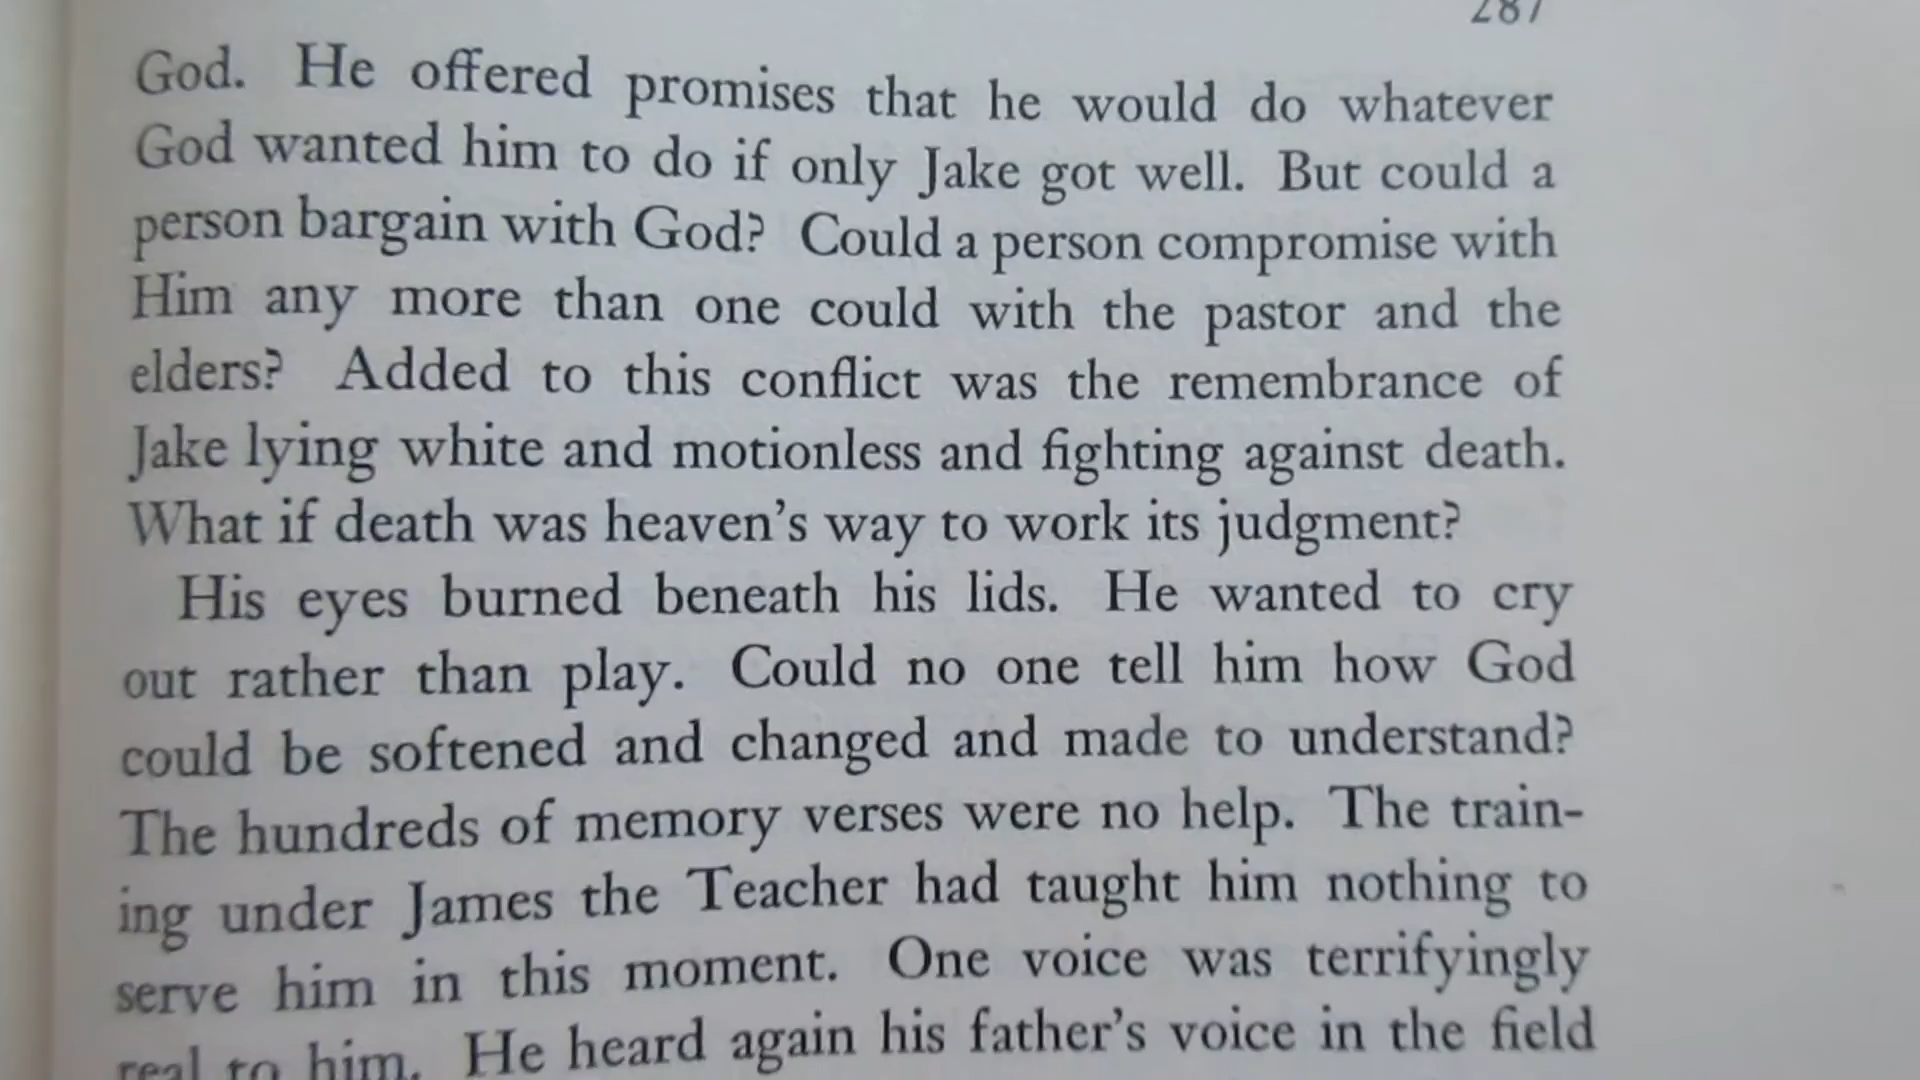 287
God. He offered promises that he would do whatever
God wanted him to do if only Jake got well. But could a
person bargain with God? Could a person compromise with
Him any more than one could with the pastor and the
elders? Added to this conflict was the remembrance of
Jake lying white and motionless and fighting against death.
What if death was heaven's way to work its judgment?
His eyes burned beneath his lids. He wanted to cry
out rather than play. Could no one tell him how God
could be softened and changed and made to understand?
The hundreds of memory verses were no help. The train-
ing under James the Teacher had taught him nothing to
serve him in this moment. One voice was terrifyingly
real to him. He heard again his father's voice in the field